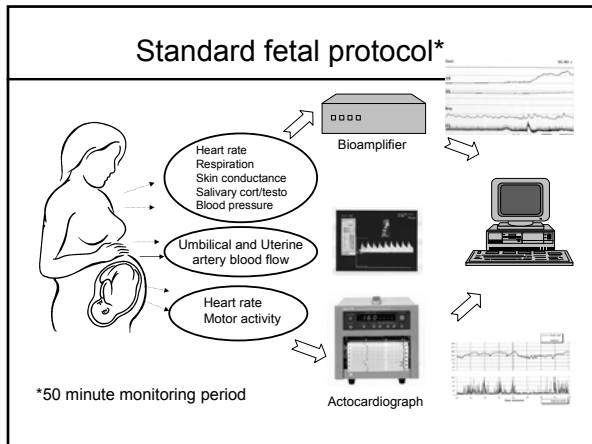 Standard fetal protocol*
Heart rate
Respiration
Skin conductance
Salivary cort/testo
Blood pressure
Bioamplifier
Umbilical and Uterine
artery blood flow
Heart rate
Motor activity
Actocardiograph
*50 minute monitoring period